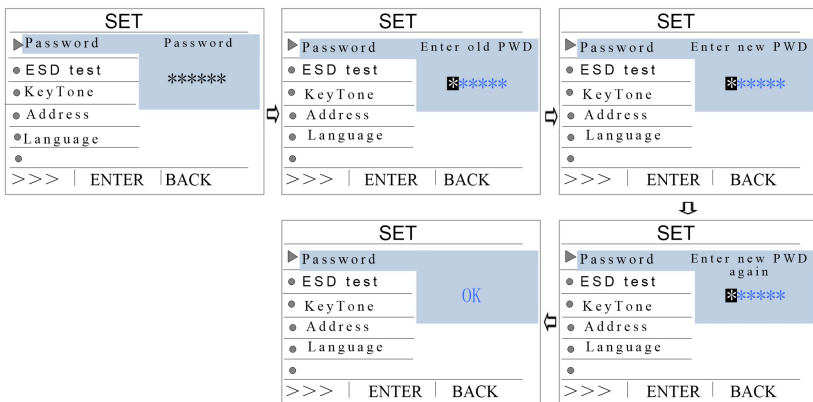 SET
Password Password
ESD test
******
KeyTone
Address
Language
>>> ENTER BACK
SET
Password Enter old PWD
ESD test
******
KeyTone
Address
Language
>>> ENTER BACK
SET
Password Enter new PWD
ESD test
******
KeyTone
Address
Language
>>> ENTER BACK
SET
Password Enter new PWD
again
ESD test
******
KeyTone
Address
Language
>>> ENTER BACK
SET
Password
ESD test
OK
KeyTone
Address
Language
>>> ENTER BACK